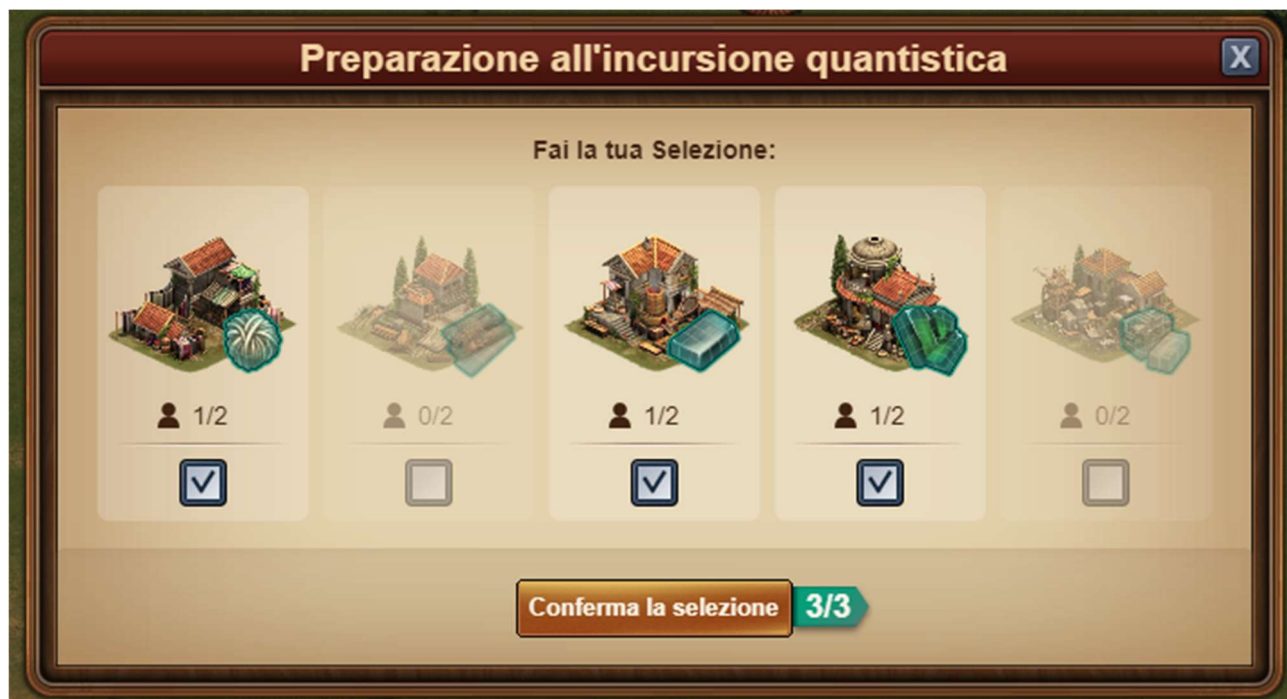 Preparazione all'incursione quantistica
X
Fai la tua Selezione:
1/2
0/2
1/2
1/2
0/2
Conferma la selezione
3/3